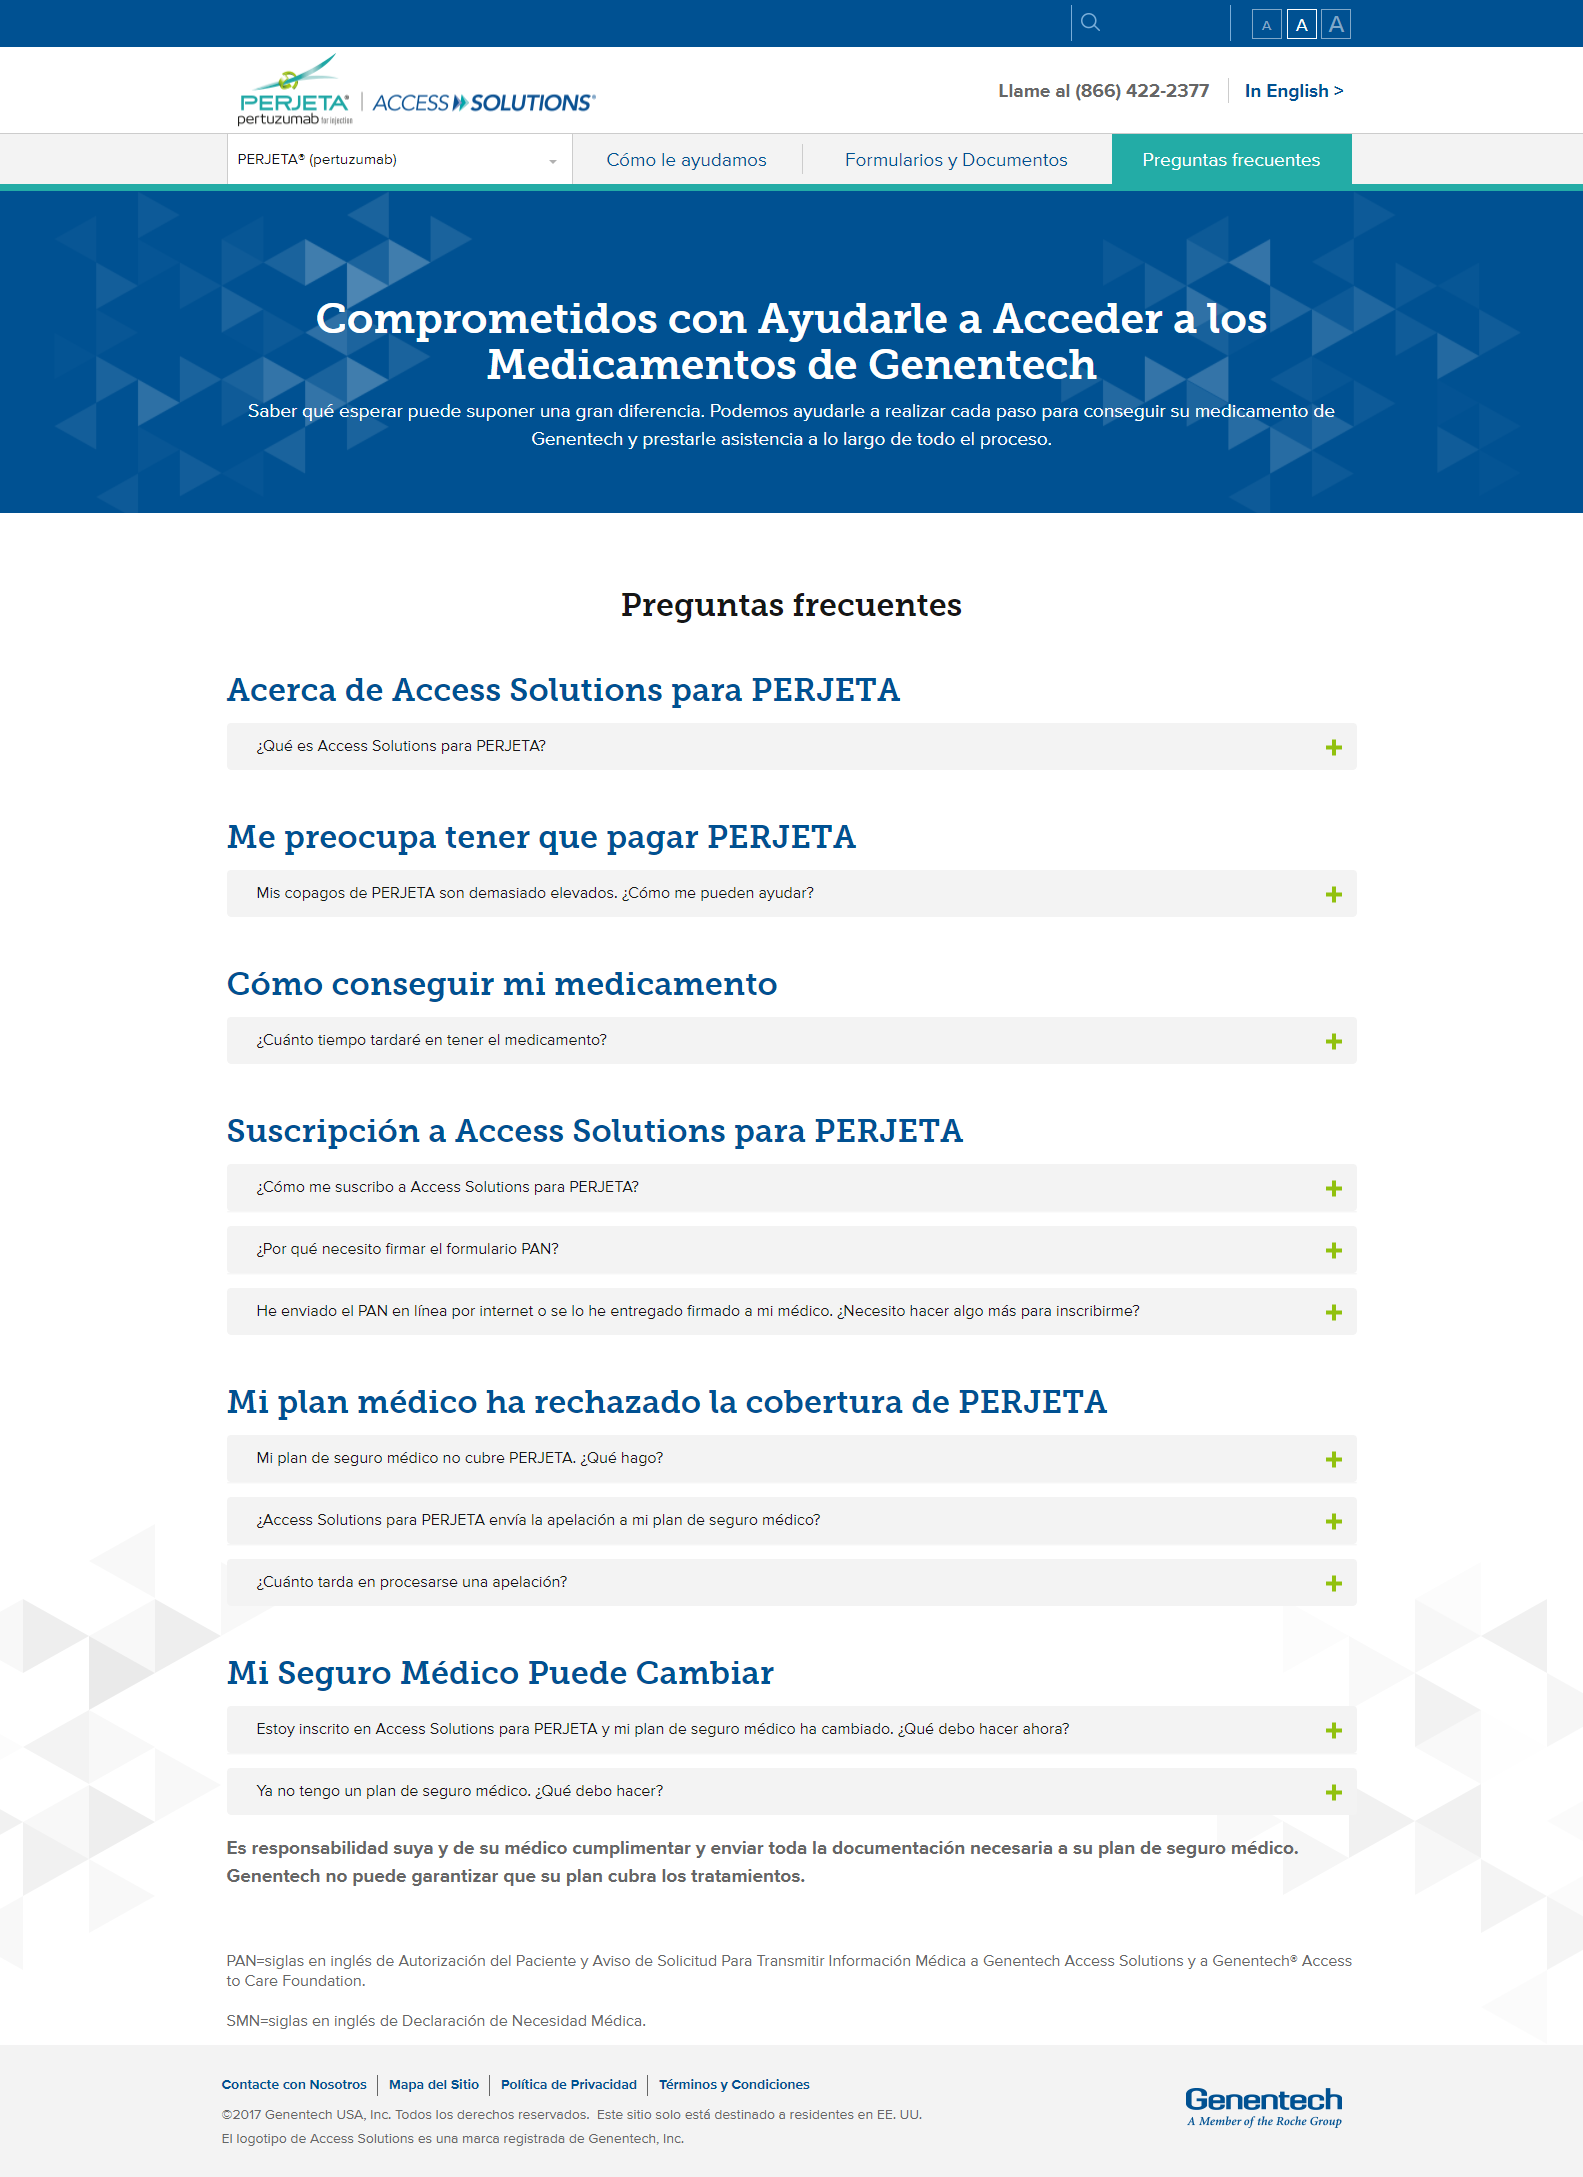 A A A
PERJETA®
pertuzumab for injection
ACCESS SOLUTIONS®
Llame al (866) 422-2377
In English >
PERJETA® (pertuzumab)
Cómo le ayudamos
Formularios y Documentos
Preguntas frecuentes
Comprometidos con Ayudarle a Acceder a los
Medicamentos de Genentech
Saber qué esperar puede suponer una gran diferencia. Podemos ayudarle a realizar cada paso para conseguir su medicamento de
Genentech y prestarle asistencia a lo largo de todo el proceso.
Preguntas frecuentes
Acerca de Access Solutions para PERJETA
¿Qué es Access Solutions para PERJETA?
Me preocupa tener que pagar PERJETA
Mis copagos de PERJETA son demasiado elevados. ¿Cómo me pueden ayudar?
Cómo conseguir mi medicamento
¿Cuánto tiempo tardaré en tener el medicamento?
Suscripción a Access Solutions para PERJETA
¿Cómo me suscribo a Access Solutions para PERJETA?
¿Por qué necesito firmar el formulario PAN?
He enviado el PAN en línea por internet o se lo he entregado firmado a mi médico. ¿Necesito hacer algo más para inscribirme?
Mi plan médico ha rechazado la cobertura de PERJETA
Mi plan de seguro médico no cubre PERJETA. ¿Qué hago?
¿Access Solutions para PERJETA envía la apelación a mi plan de seguro médico?
¿Cuánto tarda en procesarse una apelación?
Mi Seguro Médico Puede Cambiar
Estoy inscrito en Access Solutions para PERJETA y mi plan de seguro médico ha cambiado. ¿Qué debo hacer ahora?
Ya no tengo un plan de seguro médico. ¿Qué debo hacer?
Es responsabilidad suya y de su médico cumplimentar y enviar toda la documentación necesaria a su plan de seguro médico.
Genentech no puede garantizar que su plan cubra los tratamientos.
PAN=siglas en inglés de Autorización del Paciente y Aviso de Solicitud Para Transmitir Información Médica a Genentech Access Solutions y a Genentech® Access
to Care Foundation.
SMN=siglas en inglés de Declaración de Necesidad Médica.
Contacte con Nosotros
Mapa del Sitio
Política de Privacidad
Términos y Condiciones
©2017 Genentech USA, Inc. Todos los derechos reservados. Este sitio solo está destinado a residentes en EE. UU.
El logotipo de Access Solutions es una marca registrada de Genentech, Inc.
Genentech
A Member of the Roche Group